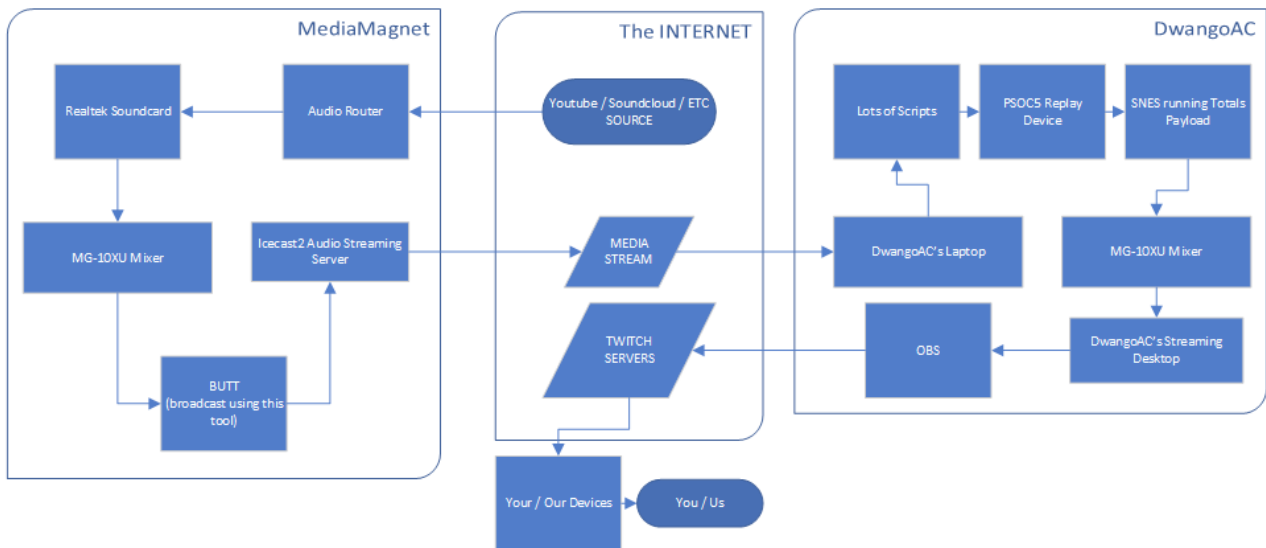 MediaMagnet
Realtek Soundcard
Audio Router
MG-10XU Mixer
Icecast2 Audio Streaming
Server
BUTT
(broadcast using this
tool)
The INTERNET
Youtube / Soundcloud / ETC
SOURCE
MEDIA
STREAM
TWITCH
SERVERS
DwangoAC
Lots of Scripts
PSOC5 Replay
Device
SNES running Totals
Payload
DwangoAC's Laptop
MG-10XU Mixer
OBS
DwangoAC's Streaming
Desktop
Your / Our Devices
You / Us